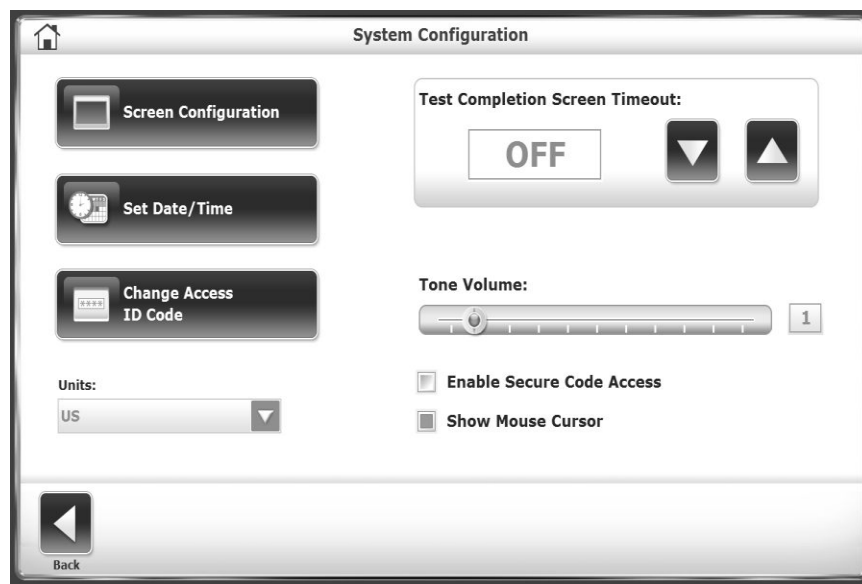 System Configuration
Screen Configuration
Set Date/Time
Change Access
ID Code
Units:
US
Test Completion Screen Timeout:
OFF
Tone Volume:
1
Enable Secure Code Access
Show Mouse Cursor
Back